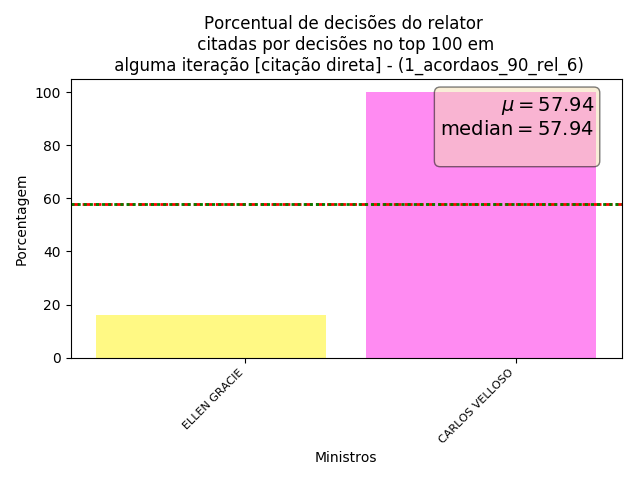 Porcentual de decisões do relator
citadas por decisões no top 100 em
alguma iteração [citação direta] - (1_acordaos_90_rel_6)
μ = 57.94
median = 57.94
100
80
60
40
20
0
Porcentagem
ELLEN GRACIE
CARLOS VELLOSO
Ministros